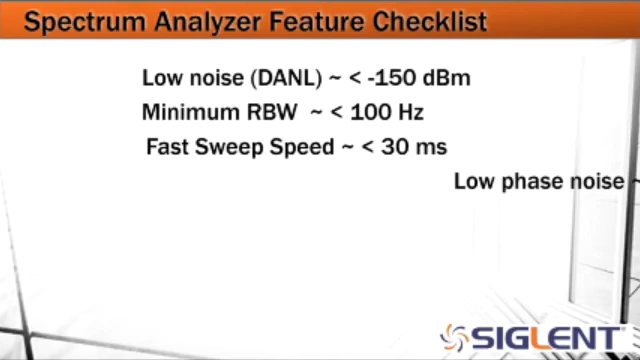 Spectrum Analyzer Feature Checklist
Low noise (DANL) ~ < -150 dBm
Minimum RBW ~ < 100 Hz
Fast Sweep Speed ~ < 30 ms
Low phase noise ~
SIGLENT